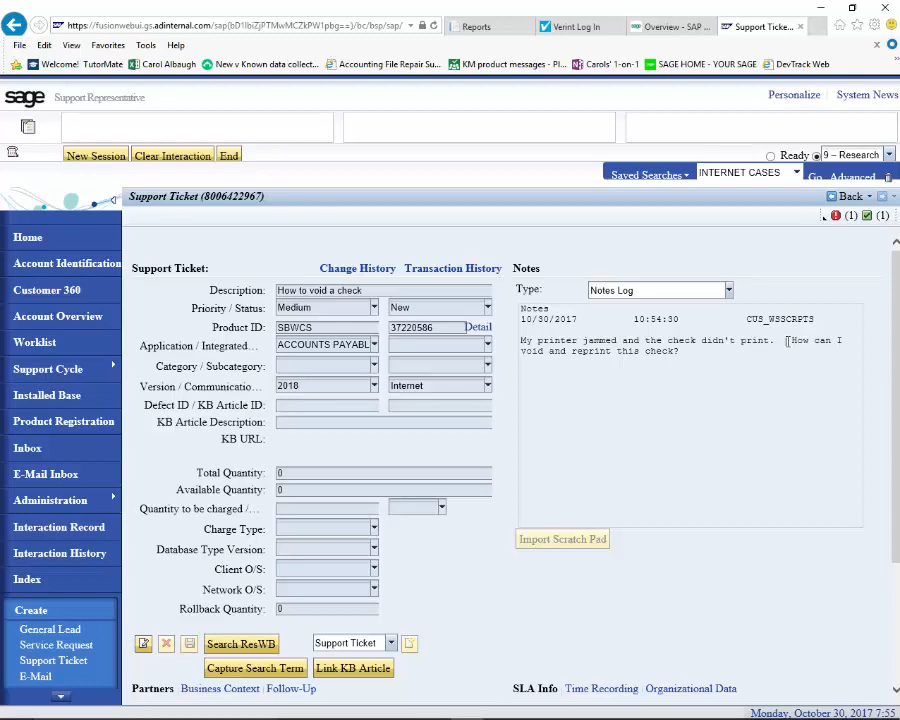 https://fusionwebui.gs.adinternal.com/sap(bD1lbiZjPTMwMCZkPW1pbg==)/bc/bsp/sap/
Reports
Verint Log In
Overview - SAP ...
Support Ticke...
File Edit View Favorites Tools Help
Welcome! TutorMate
Carol Albaugh
New v Known data collect...
Accounting File Repair Su...
KM product messages - Pl...
Carols' 1-on-1
SAGE HOME - YOUR SAGE
DevTrack Web
sage Support Representative
Personalize System News
New Session Clear Interaction End
Ready 9 – Research
Saved Searches INTERNET CASES Go Advanced
Support Ticket (8006422967)
Back
(1) (1)
Home
Account Identification
Customer 360
Account Overview
Worklist
Support Cycle
Installed Base
Product Registration
Inbox
E-Mail Inbox
Administration
Interaction Record
Interaction History
Index
Create
General Lead
Service Request
Support Ticket
E-Mail
Support Ticket: Change History Transaction History
Description: How to void a check
Priority / Status: Medium New
Product ID: SBWCS 37220586 Detail
Application / Integrated... ACCOUNTS PAYABL
Category / Subcategory:
Version / Communicatio... 2018 Internet
Defect ID / KB Article ID:
KB Article Description:
KB URL:
Total Quantity: 0
Available Quantity: 0
Quantity to be charged /...
Charge Type:
Database Type Version:
Client O/S:
Network O/S:
Rollback Quantity: 0
Search ResWB Support Ticket
Capture Search Term Link KB Article
Partners Business Context Follow-Up
Notes
Type: Notes Log
Notes
10/30/2017 10:54:30 CUS_WSSCRPTS
My printer jammed and the check didn't print. How can I
void and reprint this check?
Import Scratch Pad
SLA Info Time Recording Organizational Data
Monday, October 30, 2017 7:55